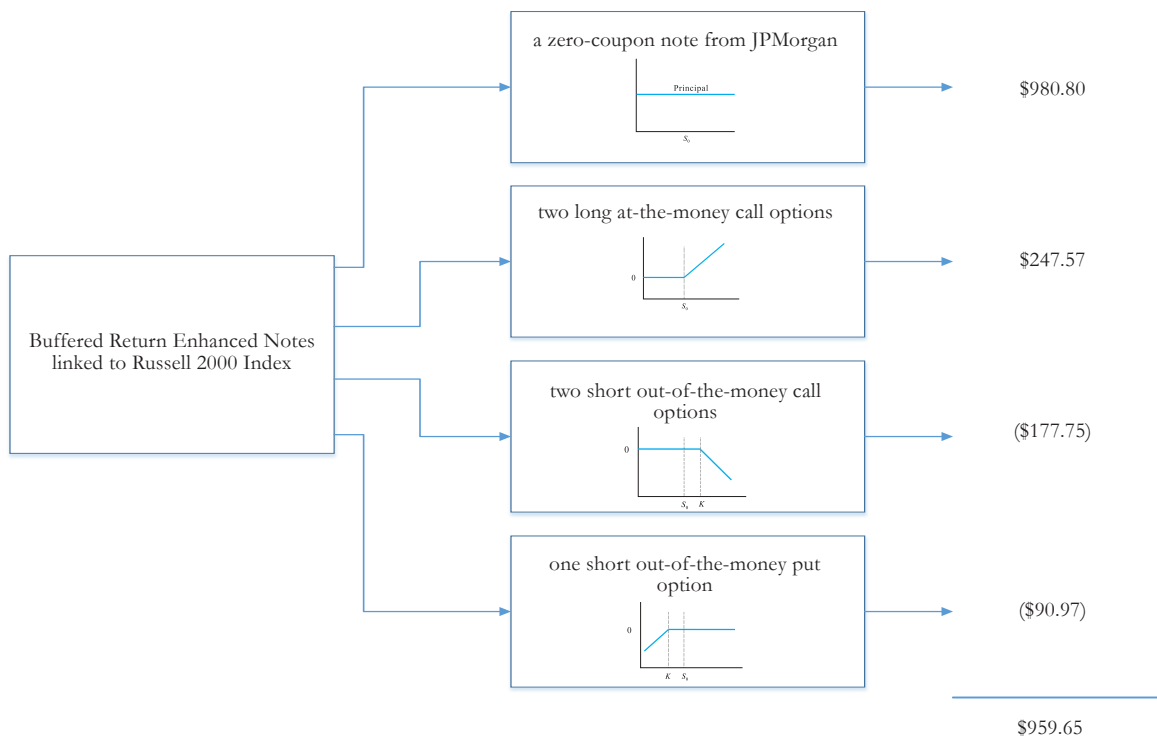 a zero-coupon note from JPMorgan
Principal
S0
$980.80
two long at-the-money call options
0
S0
$247.57
Buffered Return Enhanced Notes
linked to Russell 2000 Index
two short out-of-the-money call
options
0
S0 K
($177.75)
one short out-of-the-money put
option
0
K S0
($90.97)
$959.65